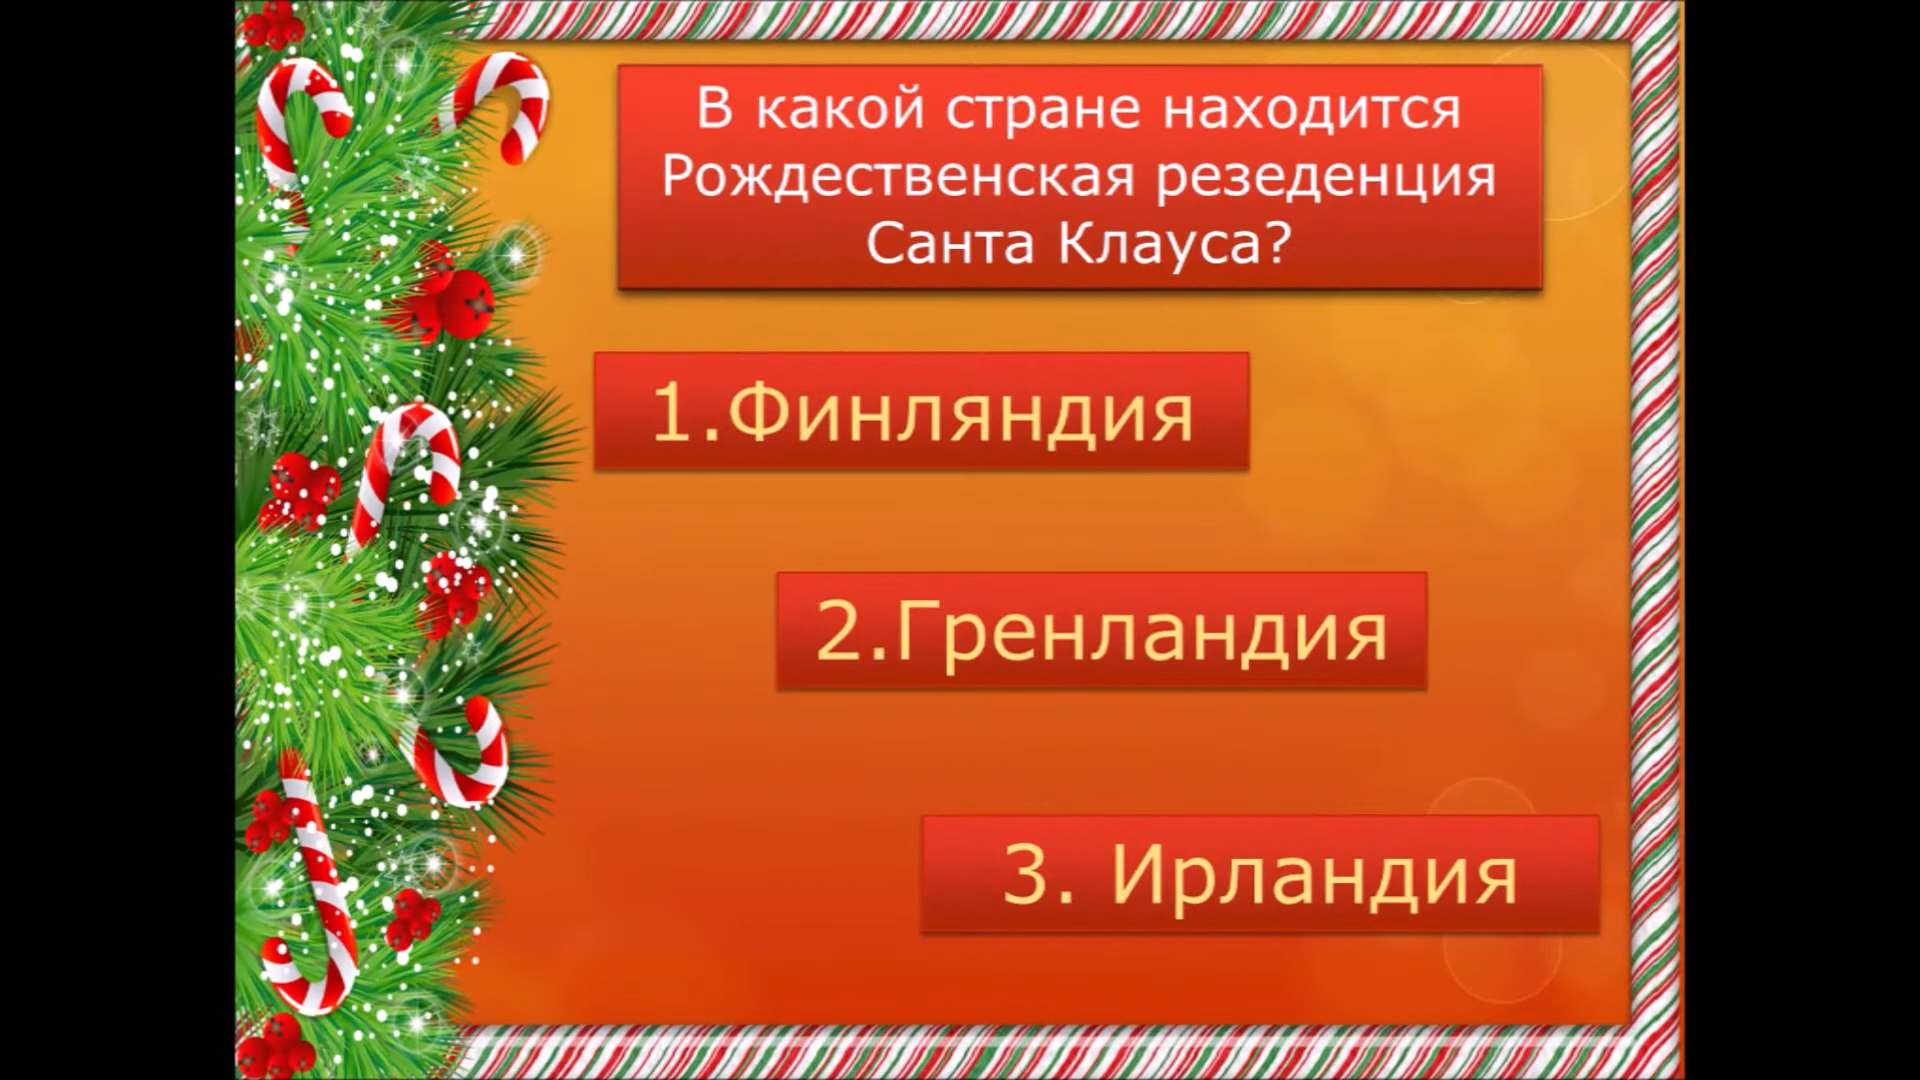 В какой стране находится
Рождественская резеденция
Санта Клауса?
1.Финляндия
2.Гренландия
3. Ирландия